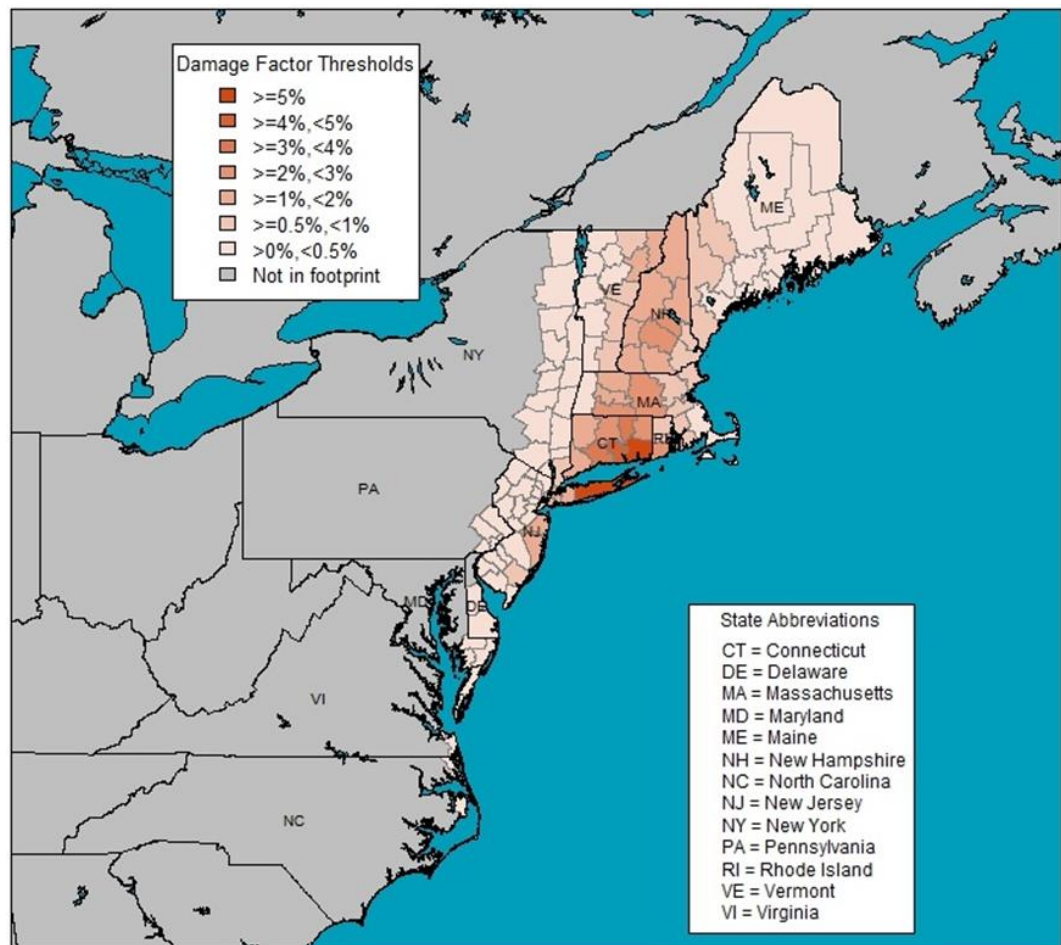 Damage Factor Thresholds
>=5%
>=4%,<5%
>=3%,<4%
>=2%,<3%
>=1%,<2%
>=0.5%,<1%
>0%,<0.5%
Not in footprint
ME
VE
NH
NY
MA
CT
RI
PA
NJ
MD
DE
VI
NC
State Abbreviations
CT = Connecticut
DE = Delaware
MA = Massachusetts
MD = Maryland
ME = Maine
NH = New Hampshire
NC = North Carolina
NJ = New Jersey
NY = New York
PA = Pennsylvania
RI = Rhode Island
VE = Vermont
VI = Virginia